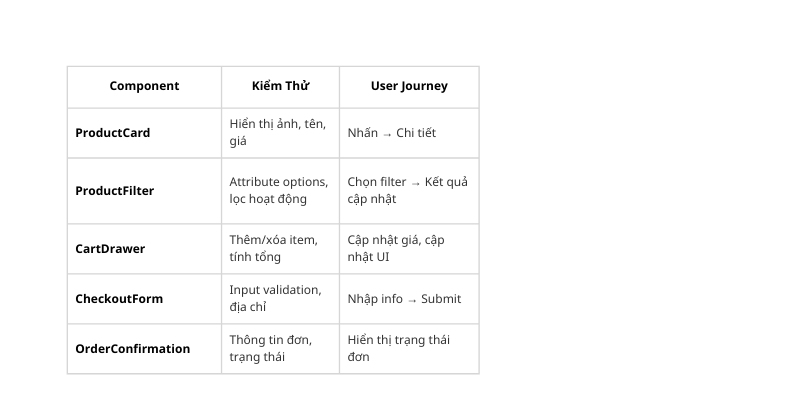 Component Kiểm Thử User Journey
ProductCard
Hiển thị ảnh, tên,
giá
Nhấn → Chi tiết
ProductFilter
Attribute options,
lọc hoạt động
Chọn filter → Kết quả
cập nhật
CartDrawer
Thêm/xóa item,
tính tổng
Cập nhật giá, cập
nhật UI
CheckoutForm
Input validation,
địa chỉ
Nhập info → Submit
OrderConfirmation
Thông tin đơn,
trạng thái
Hiển thị trạng thái
đơn